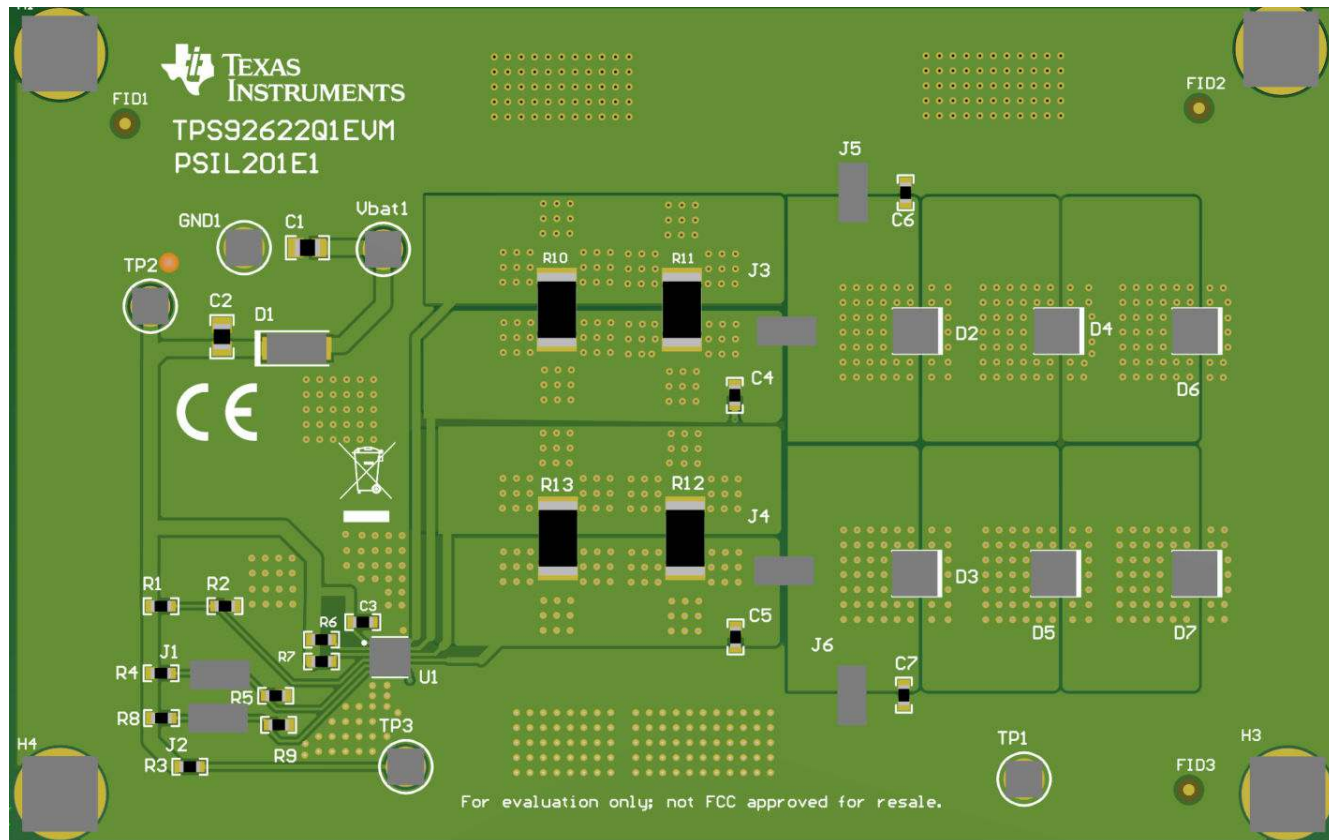 H1
TEXAS
INSTRUMENTS
TPS92622Q1EVM
PSIL201E1
FID1
FID2
J5
GND1
C1
Vbat1
C6
TP2
R10
R11
J3
C2
D1
D2
D4
D6
C4
CE
R13
R12
J4
D3
D5
D7
R1
R2
C3
R6
C5
R7
J1
J6
R4
U1
C7
R5
R8
TP3
J2
R9
H4
TP1
H3
R3
FID3
For evaluation only; not FCC approved for resale.